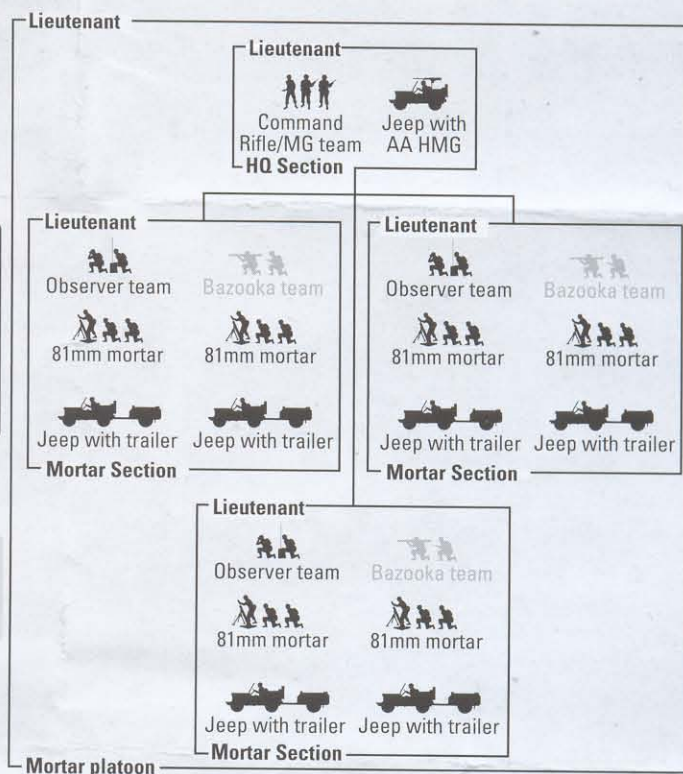 Lieutenant
Lieutenant
Command
Rifle/MG team
Jeep with
AA HMG
HQ Section
Lieutenant
Observer team
Bazooka team
81mm mortar
81mm mortar
Jeep with trailer
Jeep with trailer
Mortar Section
Lieutenant
Observer team
Bazooka team
81mm mortar
81mm mortar
Jeep with trailer
Jeep with trailer
Mortar Section
Lieutenant
Observer team
Bazooka team
81mm mortar
81mm mortar
Jeep with trailer
Jeep with trailer
Mortar Section
Mortar platoon